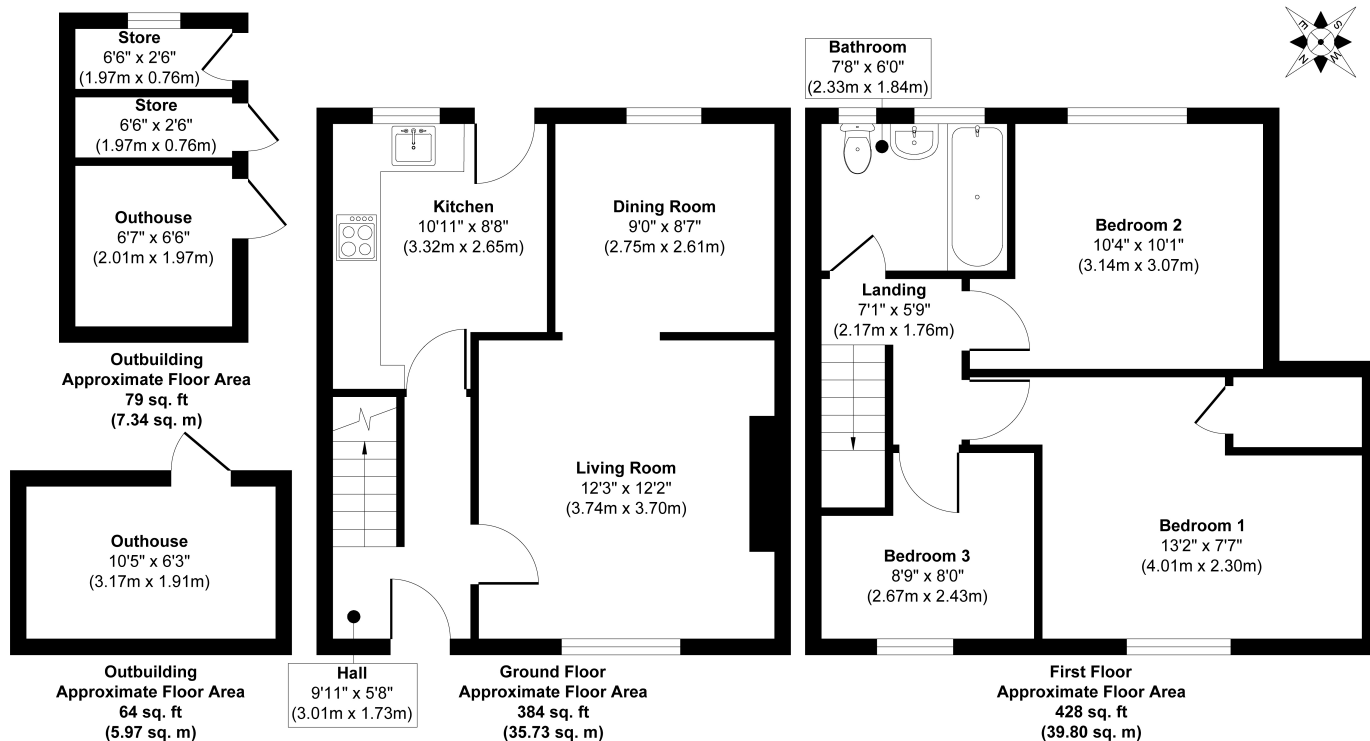 Store
6'6" x 2'6"
(1.97m x 0.76m)
Store
6'6" x 2'6"
(1.97m x 0.76m)
Outhouse
6'7" x 6'6"
(2.01m x 1.97m)
Outbuilding
Approximate Floor Area
79 sq. ft
(7.34 sq. m)
Outhouse
10'5" x 6'3"
(3.17m x 1.91m)
Outbuilding
Approximate Floor Area
64 sq. ft
(5.97 sq. m)
Kitchen
10'11" x 8'8"
(3.32m x 2.65m)
Dining Room
9'0" x 8'7"
(2.75m x 2.61m)
Living Room
12'3" x 12'2"
(3.74m x 3.70m)
Hall
9'11" x 5'8"
(3.01m x 1.73m)
Ground Floor
Approximate Floor Area
384 sq. ft
(35.73 sq. m)
Bathroom
7'8" x 6'0"
(2.33m x 1.84m)
Bedroom 2
10'4" x 10'1"
(3.14m x 3.07m)
Landing
7'1" x 5'9"
(2.17m x 1.76m)
Bedroom 1
13'2" x 7'7"
(4.01m x 2.30m)
Bedroom 3
8'9" x 8'0"
(2.67m x 2.43m)
First Floor
Approximate Floor Area
428 sq. ft
(39.80 sq. m)
E
S
N
W